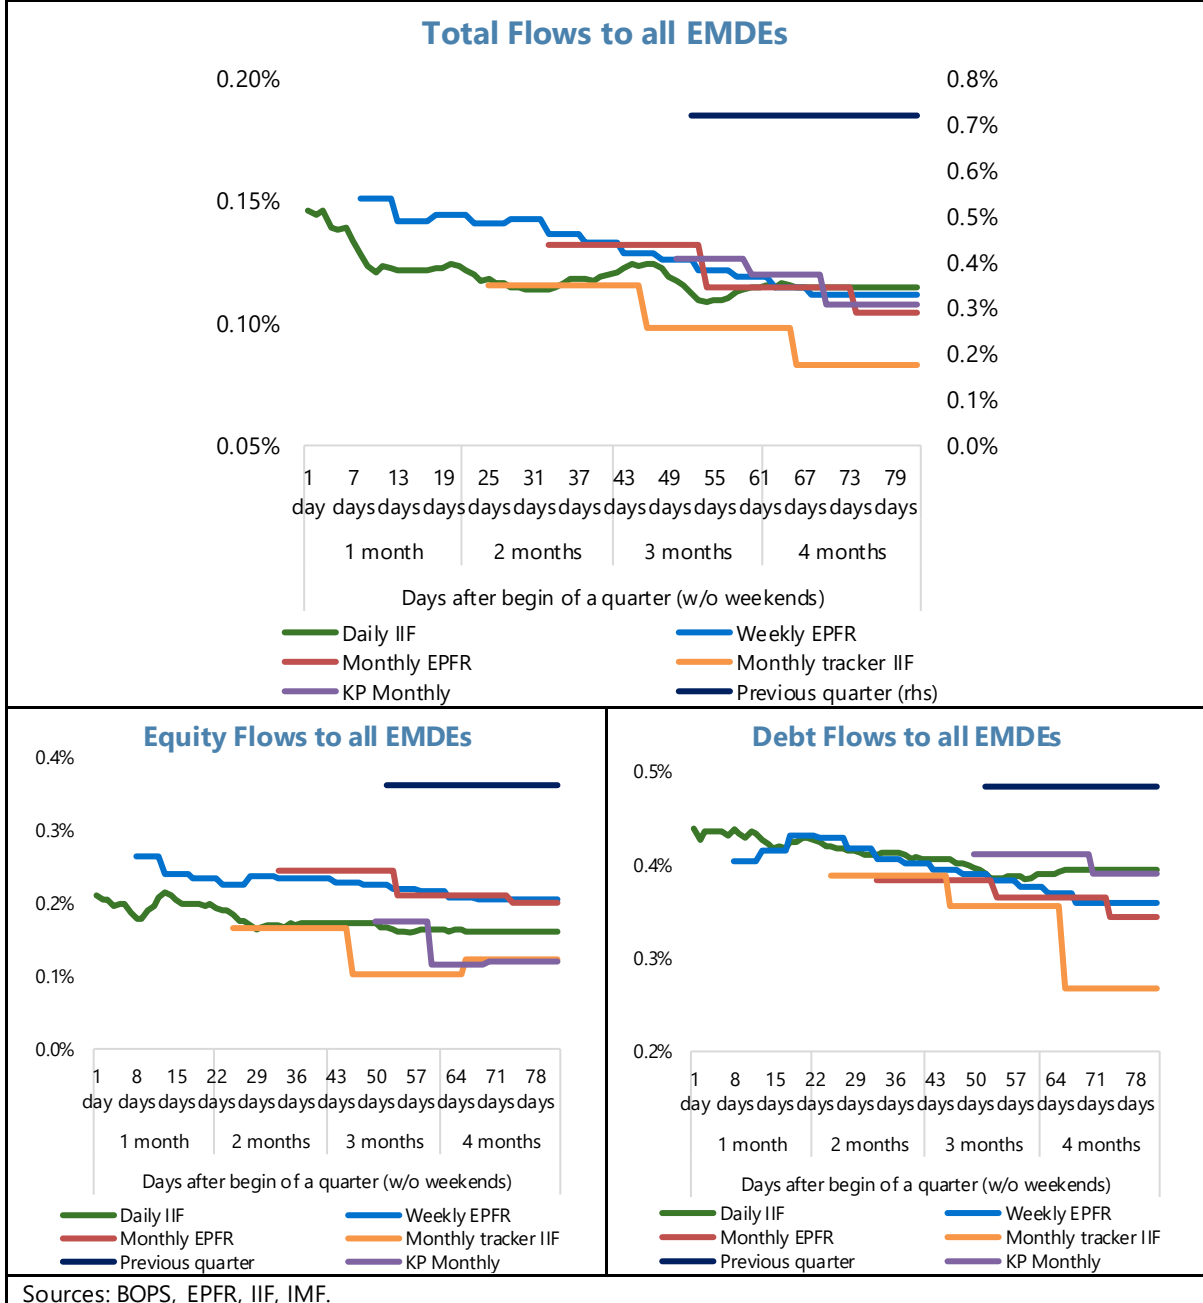 Total Flows to all EMDEs
0.20% 0.8%
0.7%
0.6%
0.15% 0.5%
0.4%
0.10% 0.3%
0.2%
0.1%
0.05% 0.0%
1 7 13 19 25 31 37 43 49 55 61 67 73 79
day days days days days days days days days days days days days days
1 month 2 months 3 months 4 months
Days after begin of a quarter (w/o weekends)
Daily IIF Weekly EPFR
Monthly EPFR Monthly tracker IIF
KP Monthly Previous quarter (rhs)
Equity Flows to all EMDEs
0.4%
0.3%
0.2%
0.1%
0.0%
1 8 15 22 29 36 43 50 57 64 71 78
day days days days days days days days days days days days
1 month 2 months 3 months 4 months
Days after begin of a quarter (w/o weekends)
Daily IIF Weekly EPFR
Monthly EPFR Monthly tracker IIF
Previous quarter KP Monthly
Debt Flows to all EMDEs
0.5%
0.4%
0.3%
0.2%
1 8 15 22 29 36 43 50 57 64 71 78
day days days days days days days days days days days days
1 month 2 months 3 months 4 months
Days after begin of a quarter (w/o weekends)
Daily IIF Weekly EPFR
Monthly EPFR Monthly tracker IIF
Previous quarter KP Monthly
Sources: BOPS, EPFR, IIF, IMF.